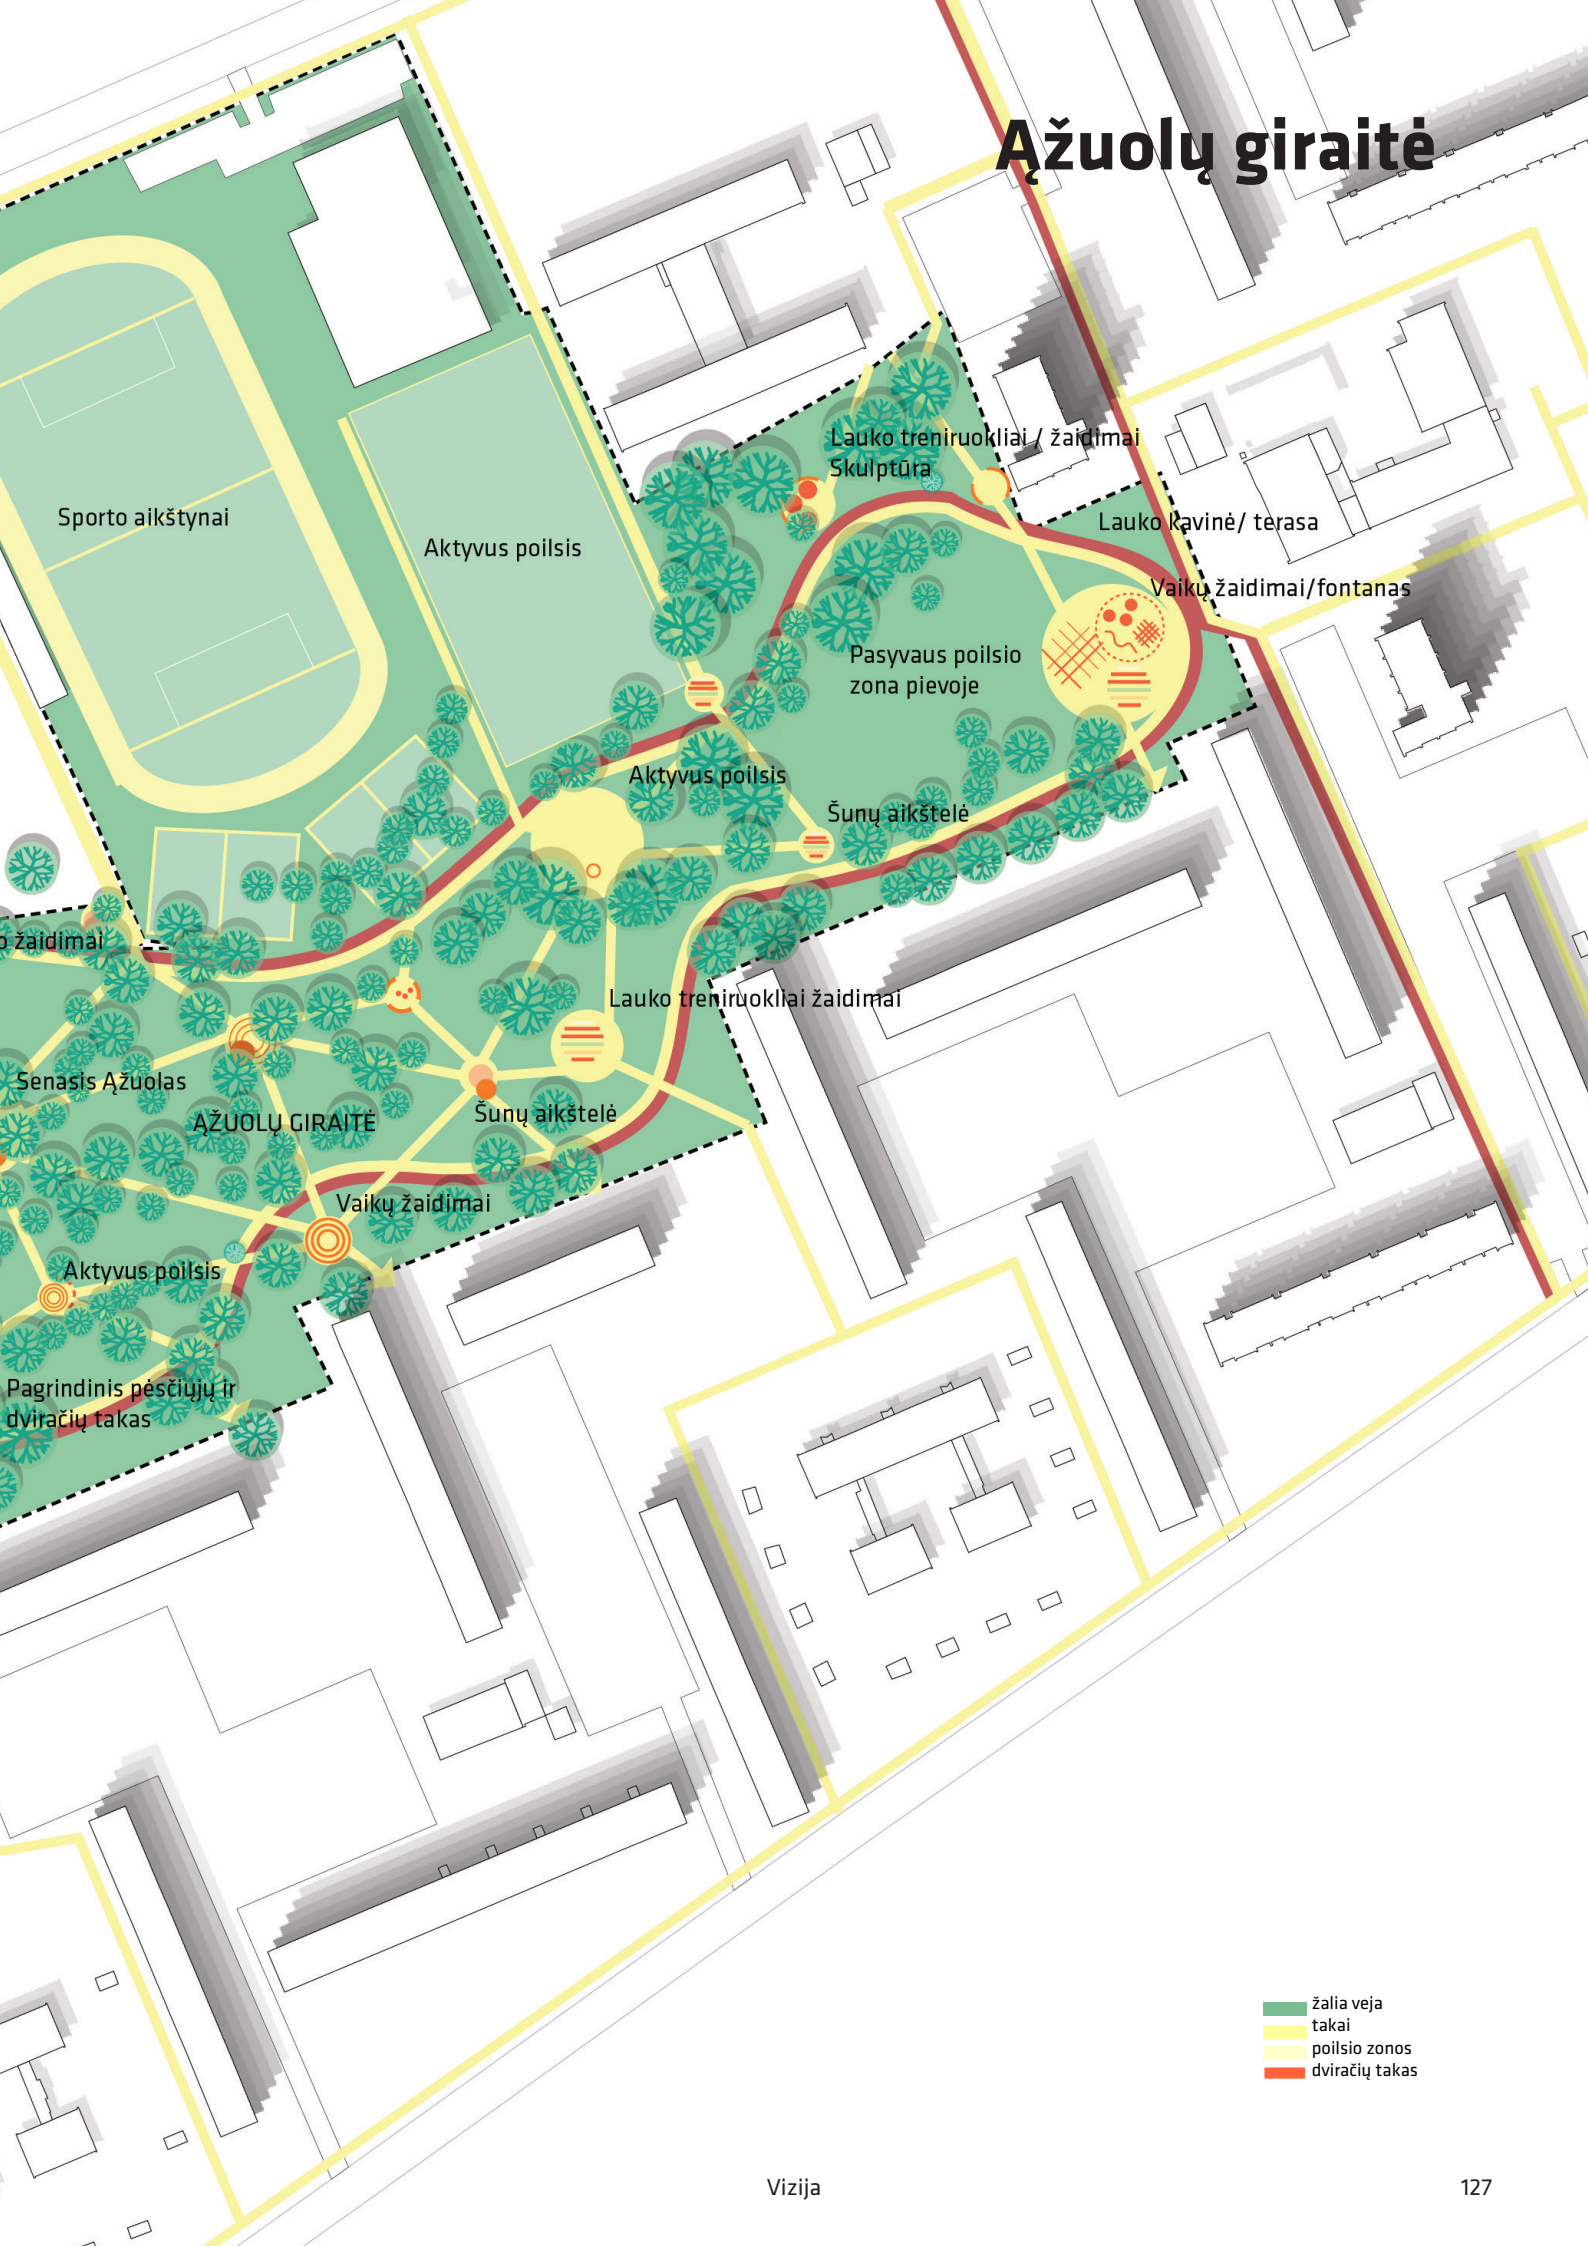 Ąžuolų giraitė
Lauko treniruokliai / žaidimai
Skulptūra
Sporto aikštynai
Aktyvus poilsis
Lauko kavinė/ terasa
Vaikų žaidimai/fontanas
Pasyvaus poilsio
zona pievoje
Aktyvus poilsis
Šunų aikštelė
žaidimai
Lauko treniruokliai žaidimai
Senasis Ąžuolas
ĄŽUOLŲ GIRAITĖ
Šunų aikštelė
Vaikų žaidimai
Aktyvus poilsis
Pagrindinis pėsčiųjų ir
dviračių takas
žalia veja
takai
poilsio zonos
dviračių takas
Vizija
127